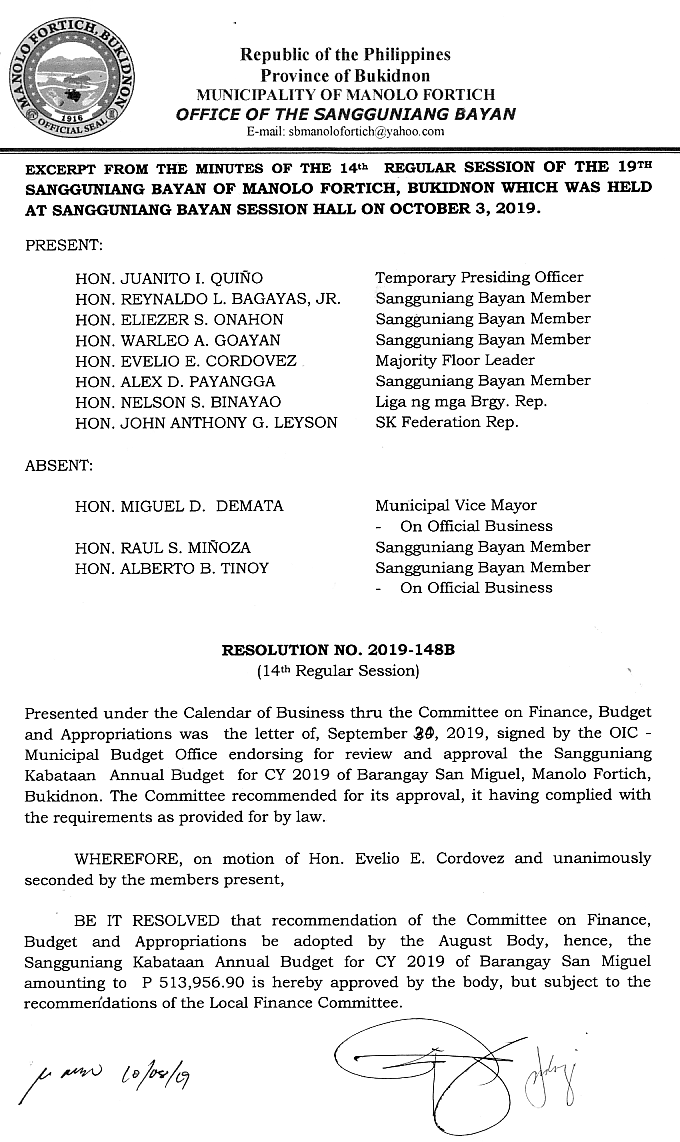 MANOLO FORTICH, BUKIDNON
1916
OFFICIAL SEAL
Republic of the Philippines
Province of Bukidnon
MUNICIPALITY OF MANOLO FORTICH
OFFICE OF THE SANGGUNIANG BAYAN
E-mail: sbmanolofortich@yahoo.com
EXCERPT FROM THE MINUTES OF THE 14th REGULAR SESSION OF THE 19TH
SANGGUNIANG BAYAN OF MANOLO FORTICH, BUKIDNON WHICH WAS HELD
AT SANGGUNIANG BAYAN SESSION HALL ON OCTOBER 3, 2019.
PRESENT:
HON. JUANITO I. QUIÑO Temporary Presiding Officer
HON. REYNALDO L. BAGAYAS, JR. Sangguniang Bayan Member
HON. ELIEZER S. ONAHON Sangguniang Bayan Member
HON. WARLEO A. GOAYAN Sangguniang Bayan Member
HON. EVELIO E. CORDOVEZ Majority Floor Leader
HON. ALEX D. PAYANGGA Sangguniang Bayan Member
HON. NELSON S. BINAYAO Liga ng mga Brgy. Rep.
HON. JOHN ANTHONY G. LEYSON SK Federation Rep.
ABSENT:
HON. MIGUEL D. DEMATA Municipal Vice Mayor
- On Official Business
HON. RAUL S. MIÑOZA Sangguniang Bayan Member
HON. ALBERTO B. TINOY Sangguniang Bayan Member
- On Official Business
RESOLUTION NO. 2019-148B
(14th Regular Session)
Presented under the Calendar of Business thru the Committee on Finance, Budget
and Appropriations was the letter of, September , 2019, signed by the OIC -
Municipal Budget Office endorsing for review and approval the Sangguniang
Kabataan Annual Budget for CY 2019 of Barangay San Miguel, Manolo Fortich,
Bukidnon. The Committee recommended for its approval, it having complied with
the requirements as provided for by law.
WHEREFORE, on motion of Hon. Evelio E. Cordovez and unanimously
seconded by the members present,
BE IT RESOLVED that recommendation of the Committee on Finance,
Budget and Appropriations be adopted by the August Body, hence, the
Sangguniang Kabataan Annual Budget for CY 2019 of Barangay San Miguel
amounting to P 513,956.90 is hereby approved by the body, but subject to the
recommendations of the Local Finance Committee.
10/08/19